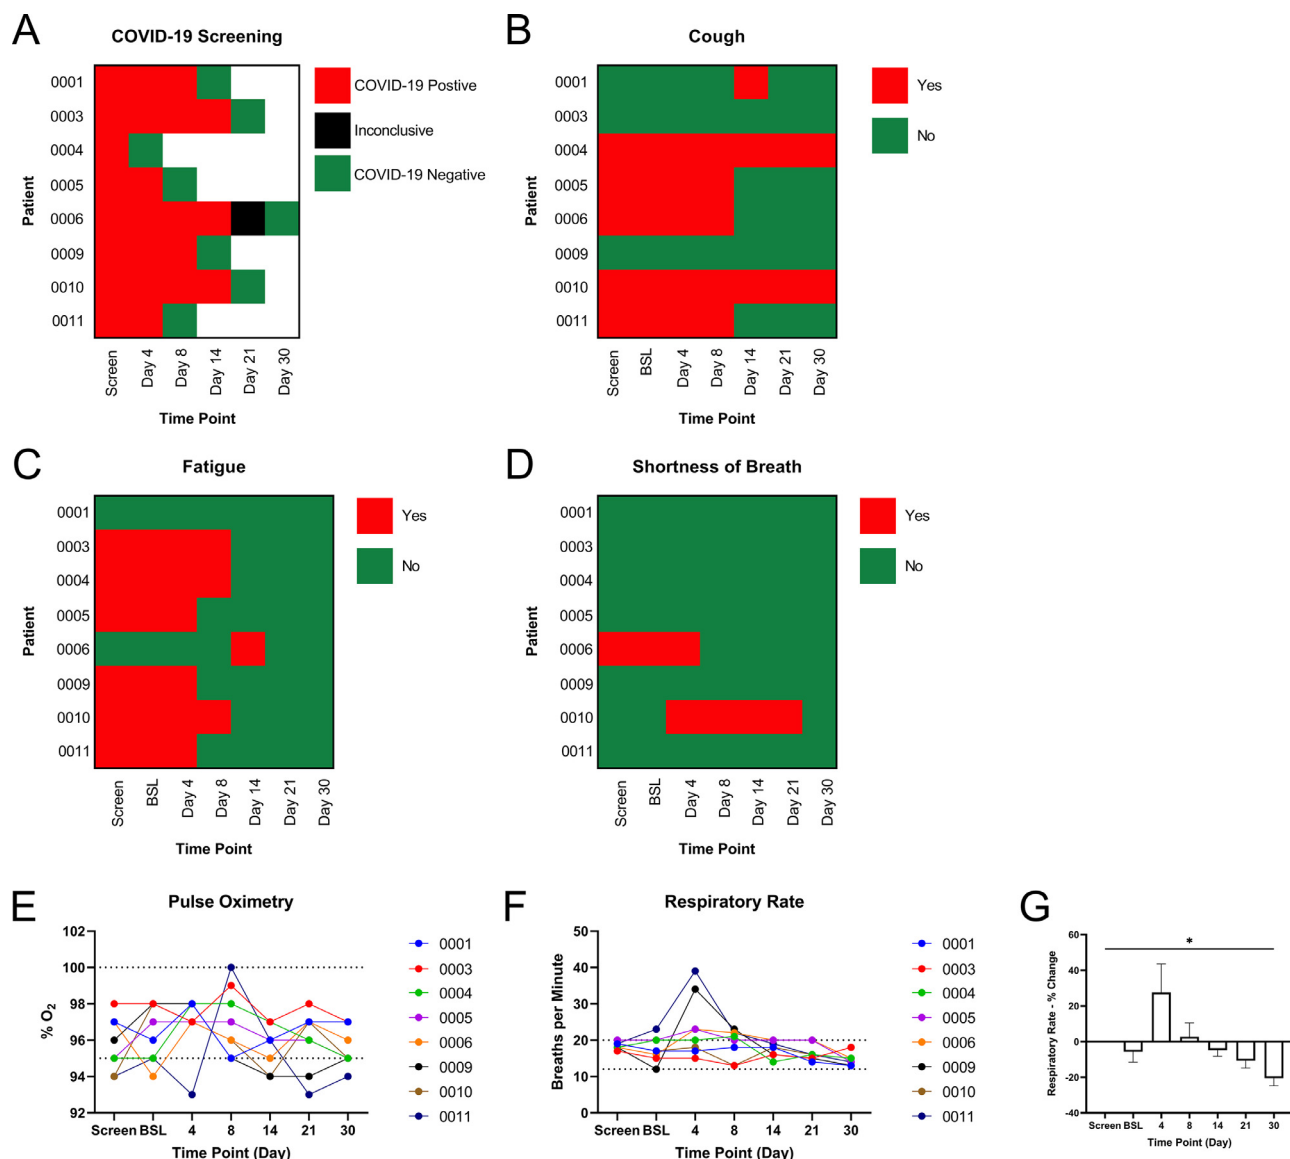 A
COVID-19 Screening
0001
0003
0004
0005
0006
0009
0010
0011
Patient
Screen
Day 4
Day 8
Day 14
Day 21
Day 30
Time Point
COVID-19 Postive
Inconclusive
COVID-19 Negative
B
Cough
0001
0003
0004
0005
0006
0009
0010
0011
Patient
Screen
BSL
Day 4
Day 8
Day 14
Day 21
Day 30
Time Point
Yes
No
C
Fatigue
0001
0003
0004
0005
0006
0009
0010
0011
Patient
Screen
BSL
Day 4
Day 8
Day 14
Day 21
Day 30
Time Point
Yes
No
D
Shortness of Breath
0001
0003
0004
0005
0006
0009
0010
0011
Patient
Screen
BSL
Day 4
Day 8
Day 14
Day 21
Day 30
Time Point
Yes
No
E
Pulse Oximetry
102
100
98
96
94
92
% O2
Screen BSL 4 8 14 21 30
Time Point (Day)
0001
0003
0004
0005
0006
0009
0010
0011
F
Respiratory Rate
50
40
30
20
10
0
Breaths per Minute
Screen BSL 4 8 14 21 30
Time Point (Day)
0001
0003
0004
0005
0006
0009
0010
0011
G
60
40
20
0
-20
-40
Respiratory Rate - % Change
*
Screen BSL 4 8 14 21 30
Time Point (Day)